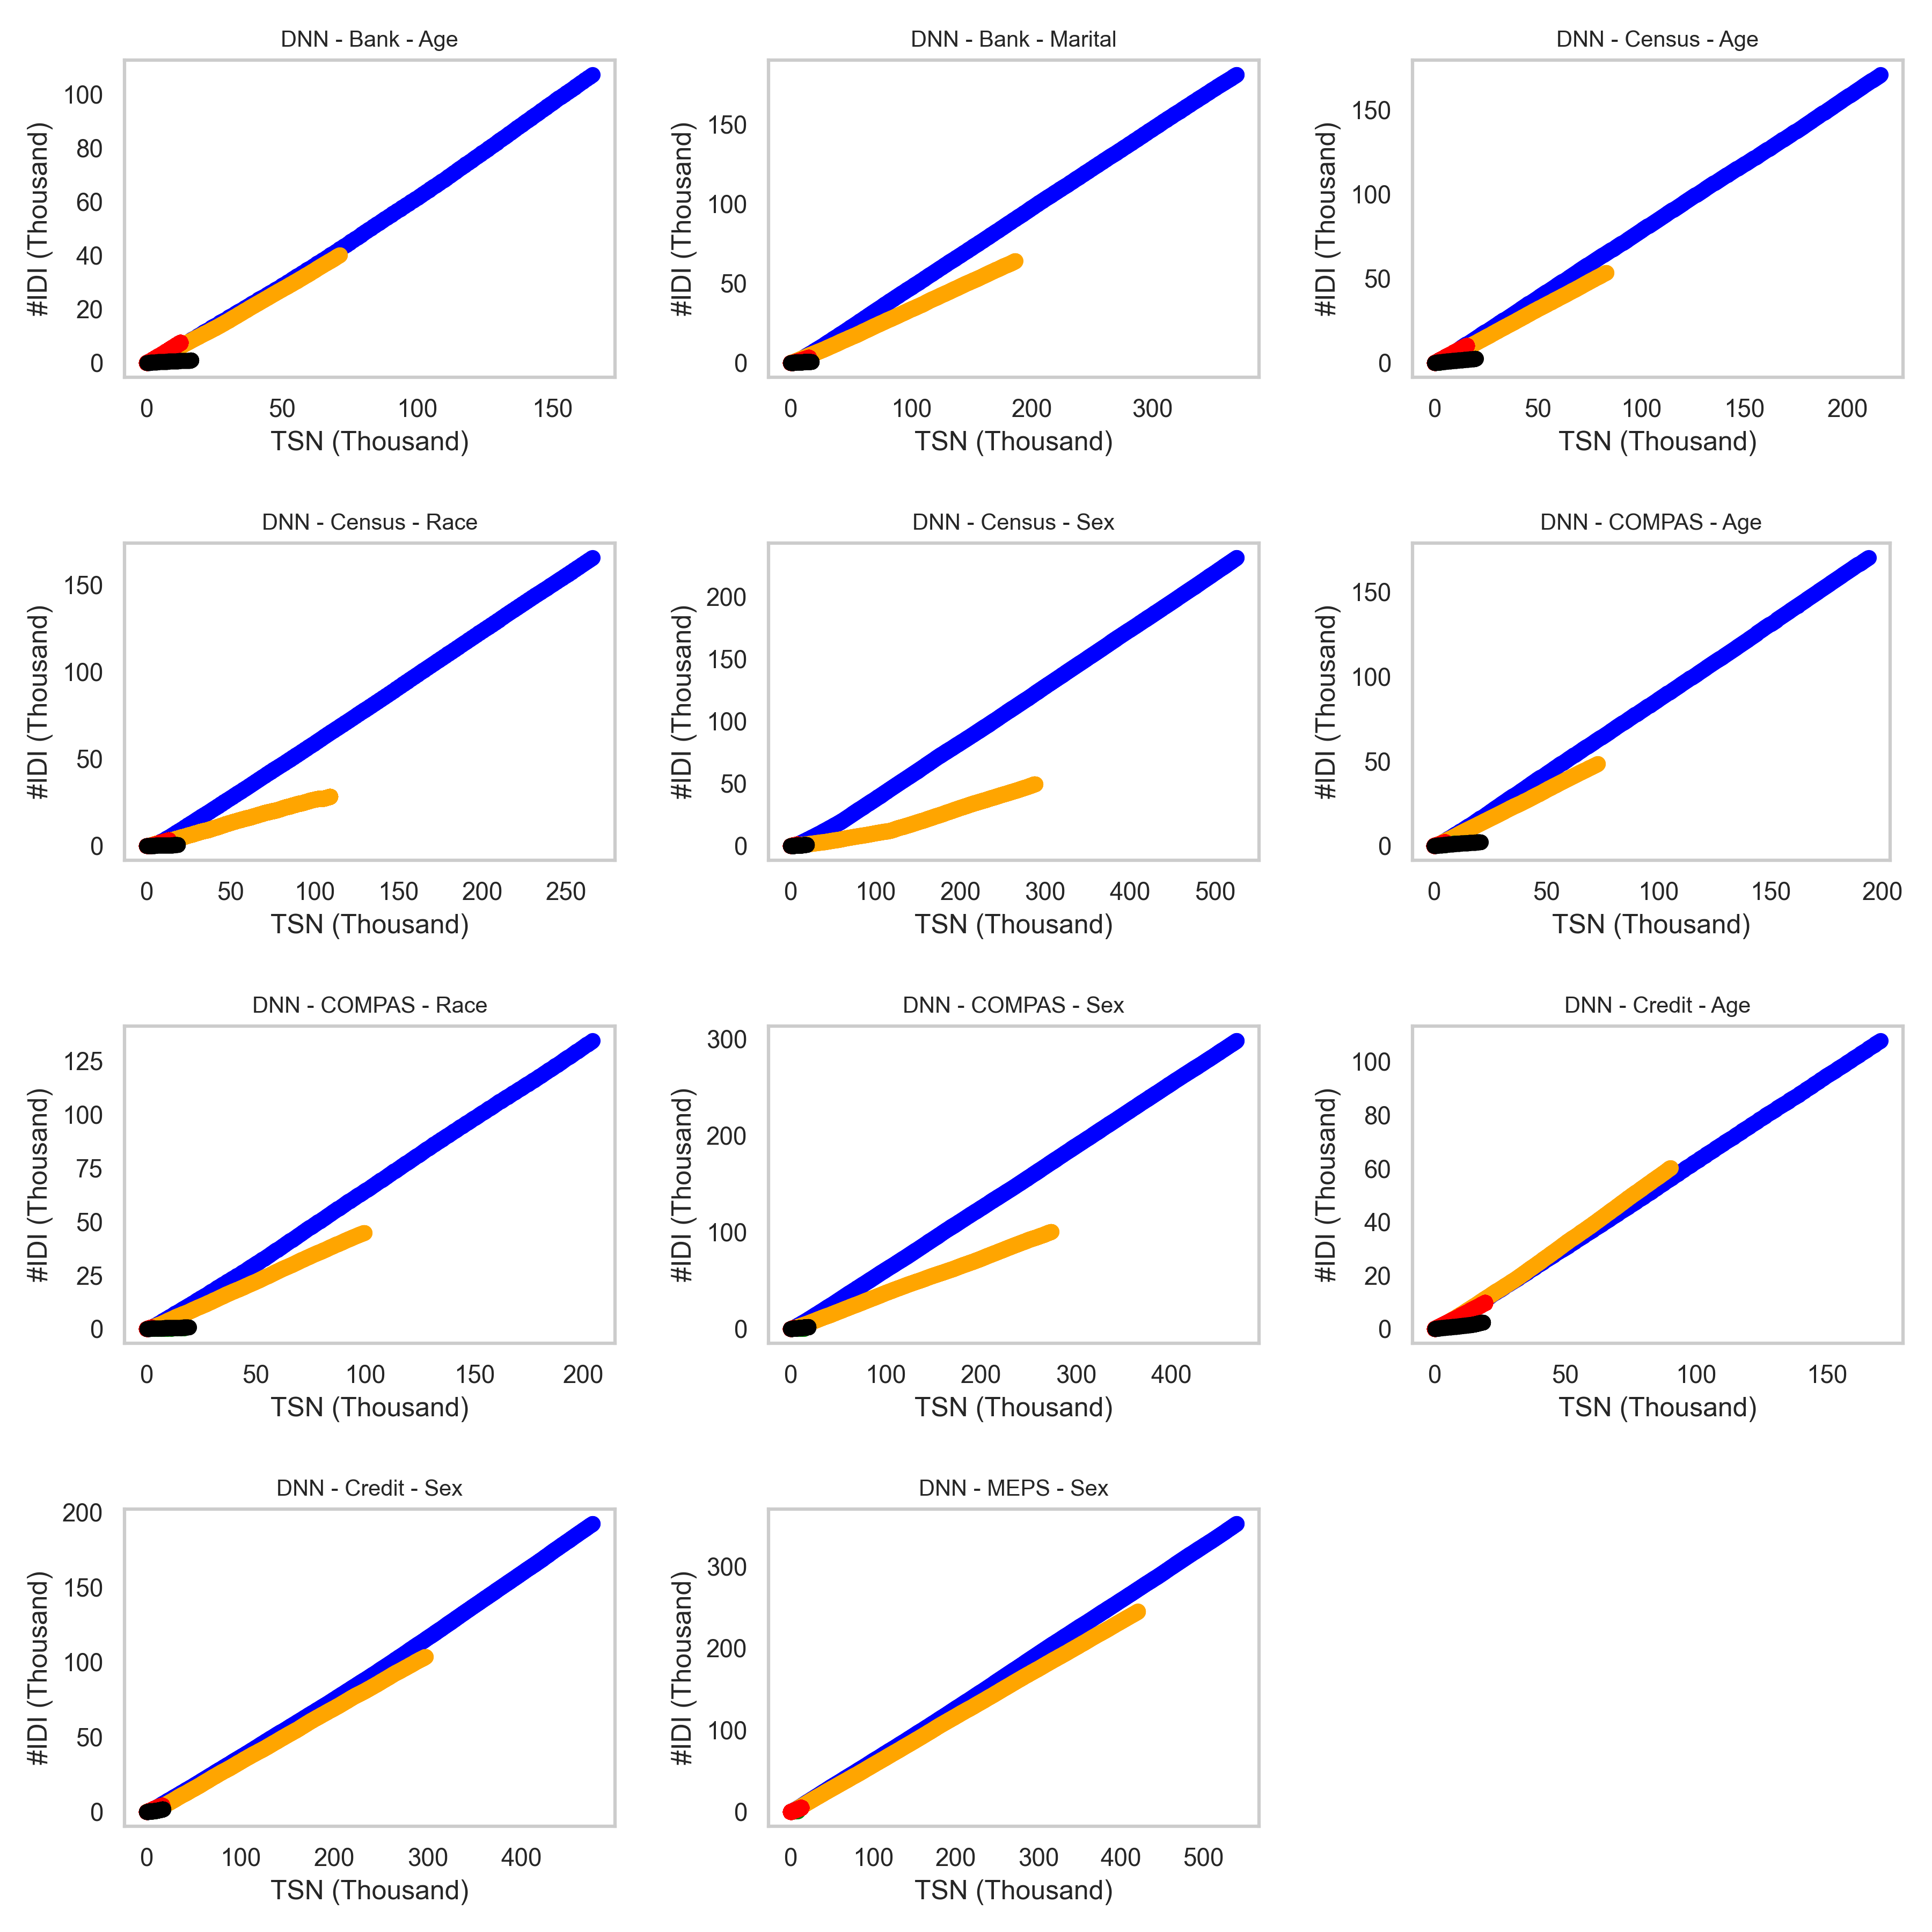 DNN - Bank - Age
#IDI (Thousand)
100
80
60
40
20
0
0 50 100 150
TSN (Thousand)
DNN - Bank - Marital
#IDI (Thousand)
150
100
50
0
0 100 200 300
TSN (Thousand)
DNN - Census - Age
#IDI (Thousand)
150
100
50
0
0 50 100 150 200
TSN (Thousand)
DNN - Census - Race
#IDI (Thousand)
150
100
50
0
0 50 100 150 200 250
TSN (Thousand)
DNN - Census - Sex
#IDI (Thousand)
200
150
100
50
0
0 100 200 300 400 500
TSN (Thousand)
DNN - COMPAS - Age
#IDI (Thousand)
150
100
50
0
0 50 100 150 200
TSN (Thousand)
DNN - COMPAS - Race
#IDI (Thousand)
125
100
75
50
25
0
0 50 100 150 200
TSN (Thousand)
DNN - COMPAS - Sex
#IDI (Thousand)
300
200
100
0
0 100 200 300 400
TSN (Thousand)
DNN - Credit - Age
#IDI (Thousand)
100
80
60
40
20
0
0 50 100 150
TSN (Thousand)
DNN - Credit - Sex
#IDI (Thousand)
200
150
100
50
0
0 100 200 300 400
TSN (Thousand)
DNN - MEPS - Sex
#IDI (Thousand)
300
200
100
0
0 100 200 300 400 500
TSN (Thousand)